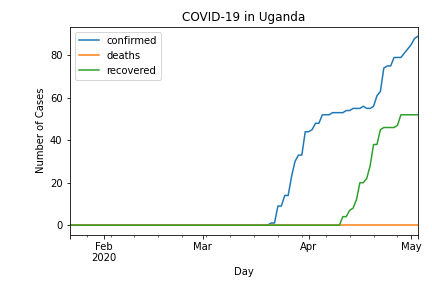 COVID-19 in Uganda
confirmed
deaths
recovered
Number of Cases
80
60
40
20
0
Feb
2020
Mar
Apr
May
Day